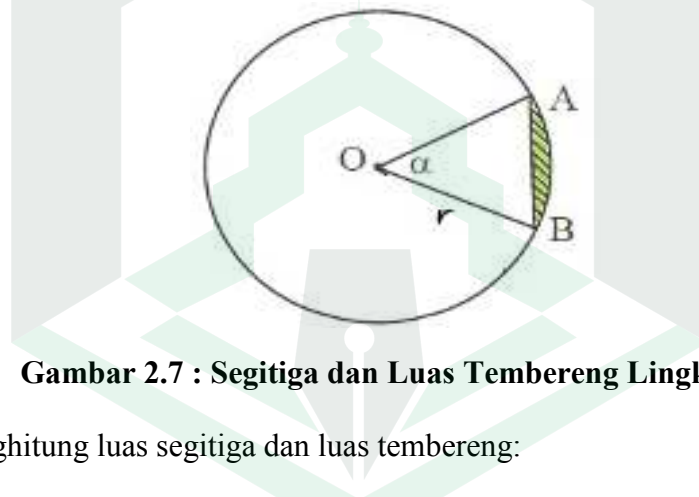 A
O α
r
B
Gambar 2.7 : Segitiga dan Luas Tembereng Lingk
ghitung luas segitiga dan luas tembereng: